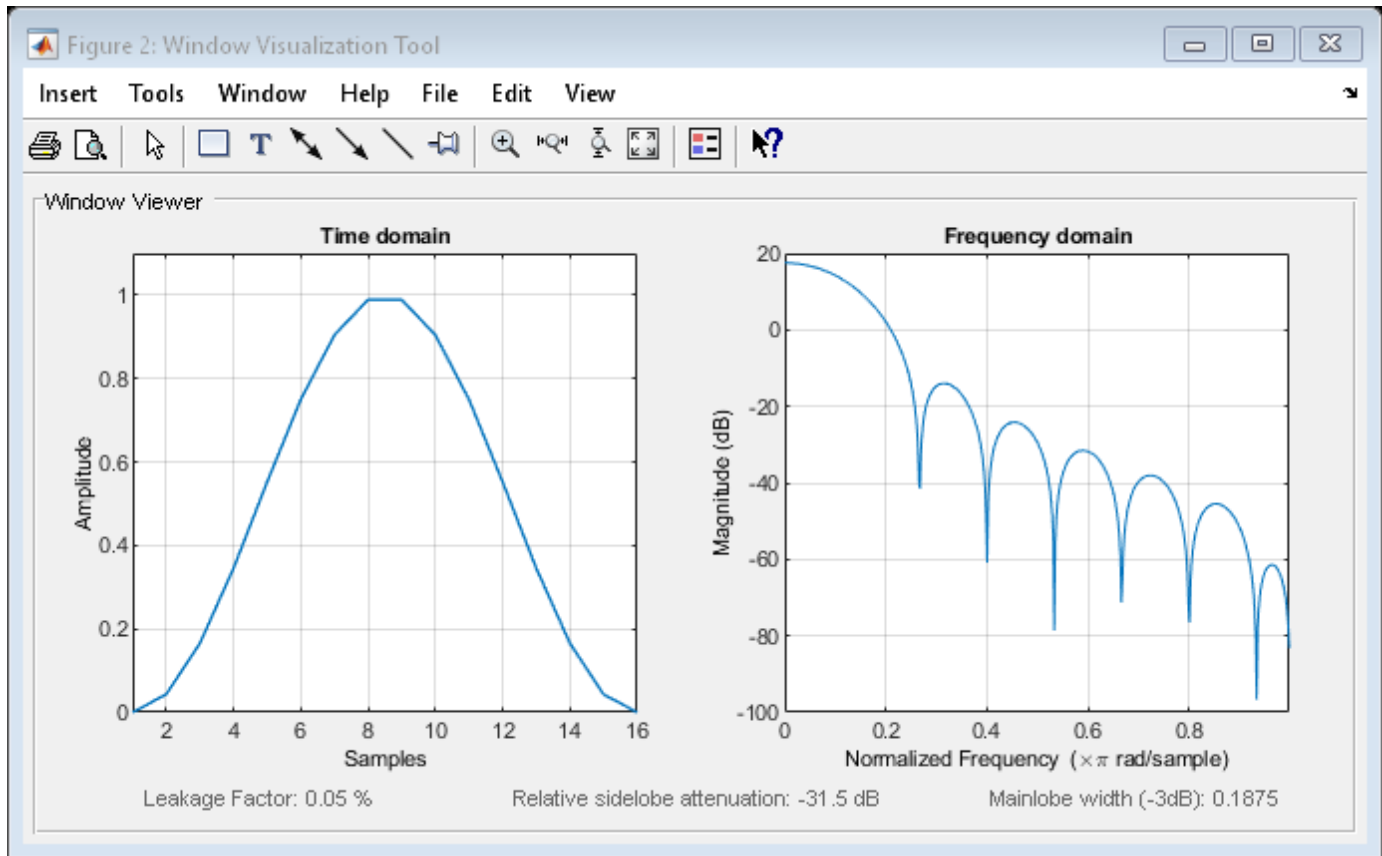 Figure 2: Window Visualization Tool
Insert Tools Window Help File Edit View
T ?
Window Viewer
Time domain
1
0.8
0.6
0.4
0.2
0
Amplitude
2 4 6 8 10 12 14 16
Samples
Frequency domain
20
0
-20
-40
-60
-80
-100
Magnitude (dB)
0 0.2 0.4 0.6 0.8
Normalized Frequency (×π rad/sample)
Leakage Factor: 0.05 % Relative sidelobe attenuation: -31.5 dB Mainlobe width (-3dB): 0.1875